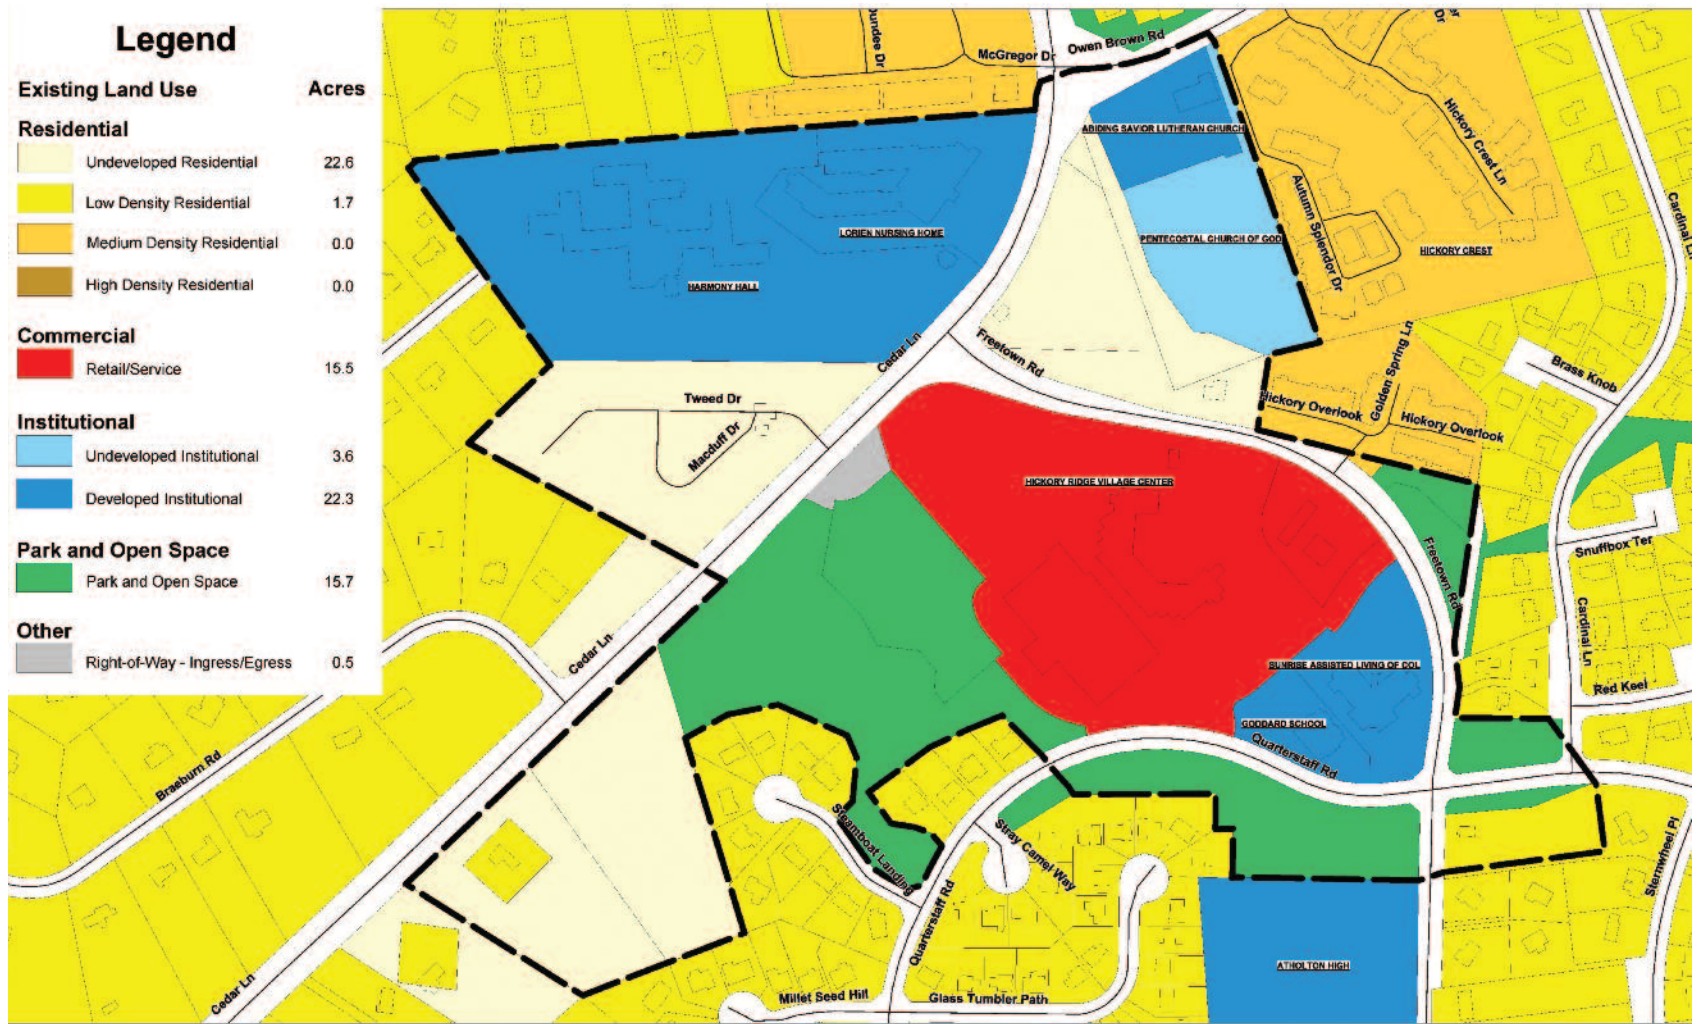 Legend
Existing Land Use Acres
Residential
Undeveloped Residential 22.6
Low Density Residential 1.7
Medium Density Residential 0.0
High Density Residential 0.0
Commercial
Retail/Service 15.5
Institutional
Undeveloped Institutional 3.6
Developed Institutional 22.3
Park and Open Space
Park and Open Space 15.7
Other
Right-of-Way - Ingress/Egress 0.5
McGregor Dr
Owen Brown Rd
Dr
ABIDING SAVIOR LUTHERAN CHURCH
Hickory Crest Ln
Autumn Splendor Dr
LORIEN NURSING HOME
PENTECOSTAL CHURCH OF GOD
HICKORY CREST
HARMONY HALL
Cedar Ln
Freetown Rd
Golden Spring Ln
Brass Knob
Tweed Dr
Macduff Dr
Hickory Overlook
Hickory Overlook
HICKORY RIDGE VILLAGE CENTER
Snuffbox Ter
Freetown Rd
Cardinal Ln
Cedar Ln
SUNRISE ASSISTED LIVING OF COL
Red Keel
GODDARD SCHOOL
Quarterstaff Rd
Braeburn Rd
Steamboat Landing
Stray Camel Way
Sternwheel Pl
Quarterstaff Rd
ATHOLTON HIGH
Cedar Ln
Millet Seed Hill
Glass Tumbler Path